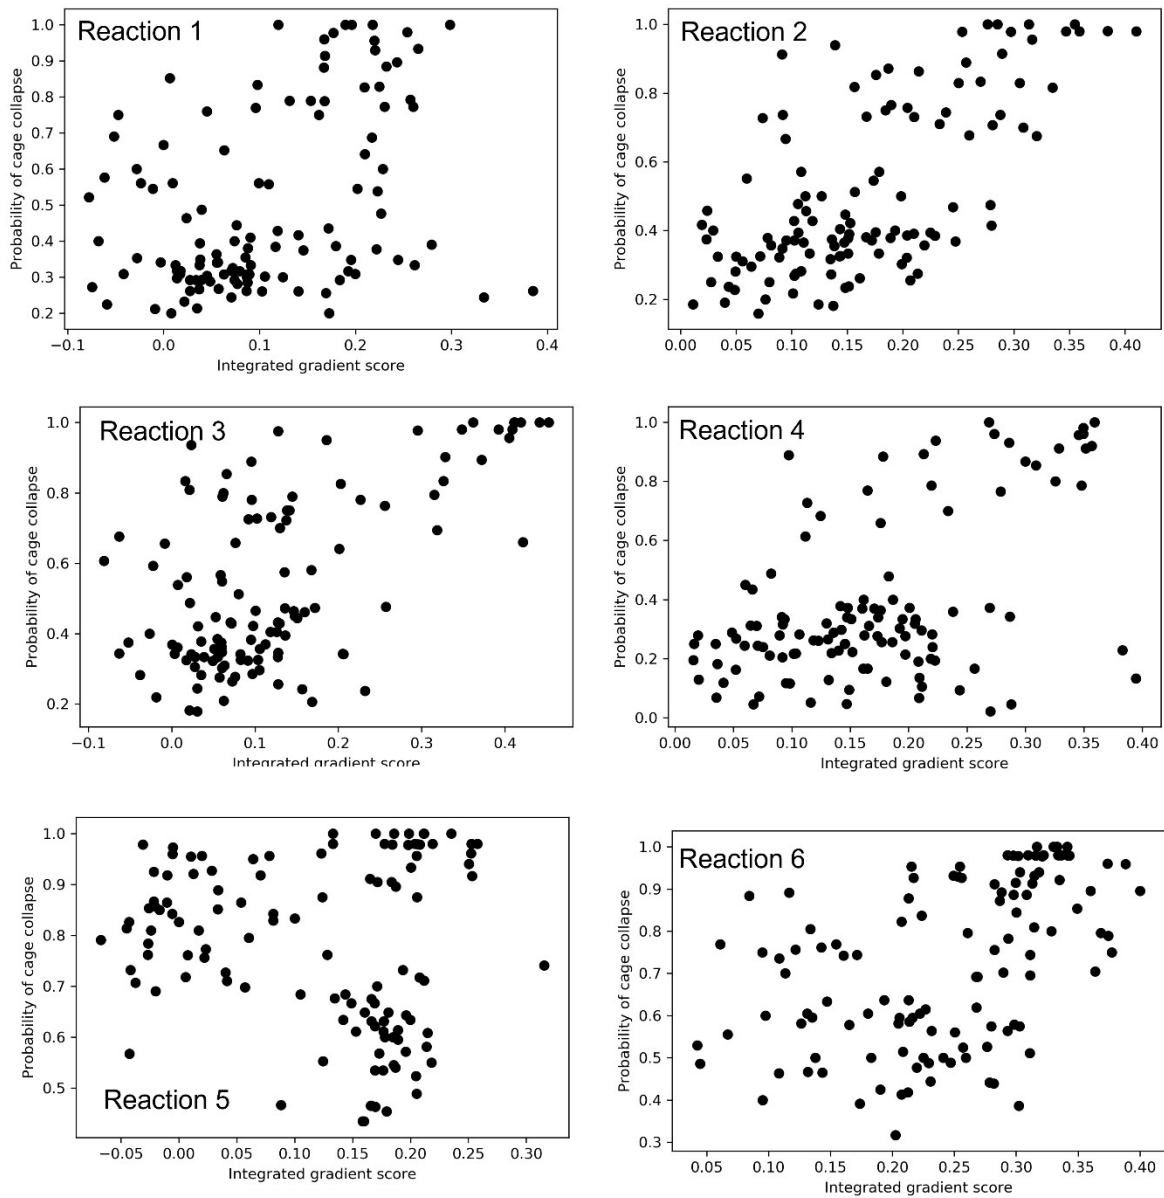 Reaction 1
Probability of cage collapse
1.0
0.9
0.8
0.7
0.6
0.5
0.4
0.3
0.2
−0.1 0.0 0.1 0.2 0.3 0.4
Integrated gradient score
Reaction 2
Probability of cage collapse
1.0
0.8
0.6
0.4
0.2
0.00 0.05 0.10 0.15 0.20 0.25 0.30 0.35 0.40
Integrated gradient score
Reaction 3
Probability of cage collapse
1.0
0.8
0.6
0.4
0.2
−0.1 0.0 0.1 0.2 0.3 0.4
Integrated gradient score
Reaction 4
Probability of cage collapse
1.0
0.8
0.6
0.4
0.2
0.0
0.00 0.05 0.10 0.15 0.20 0.25 0.30 0.35 0.40
Integrated gradient score
Reaction 5
Probability of cage collapse
1.0
0.9
0.8
0.7
0.6
0.5
−0.05 0.00 0.05 0.10 0.15 0.20 0.25 0.30
Integrated gradient score
Reaction 6
Probability of cage collapse
1.0
0.9
0.8
0.7
0.6
0.5
0.4
0.3
0.05 0.10 0.15 0.20 0.25 0.30 0.35 0.40
Integrated gradient score